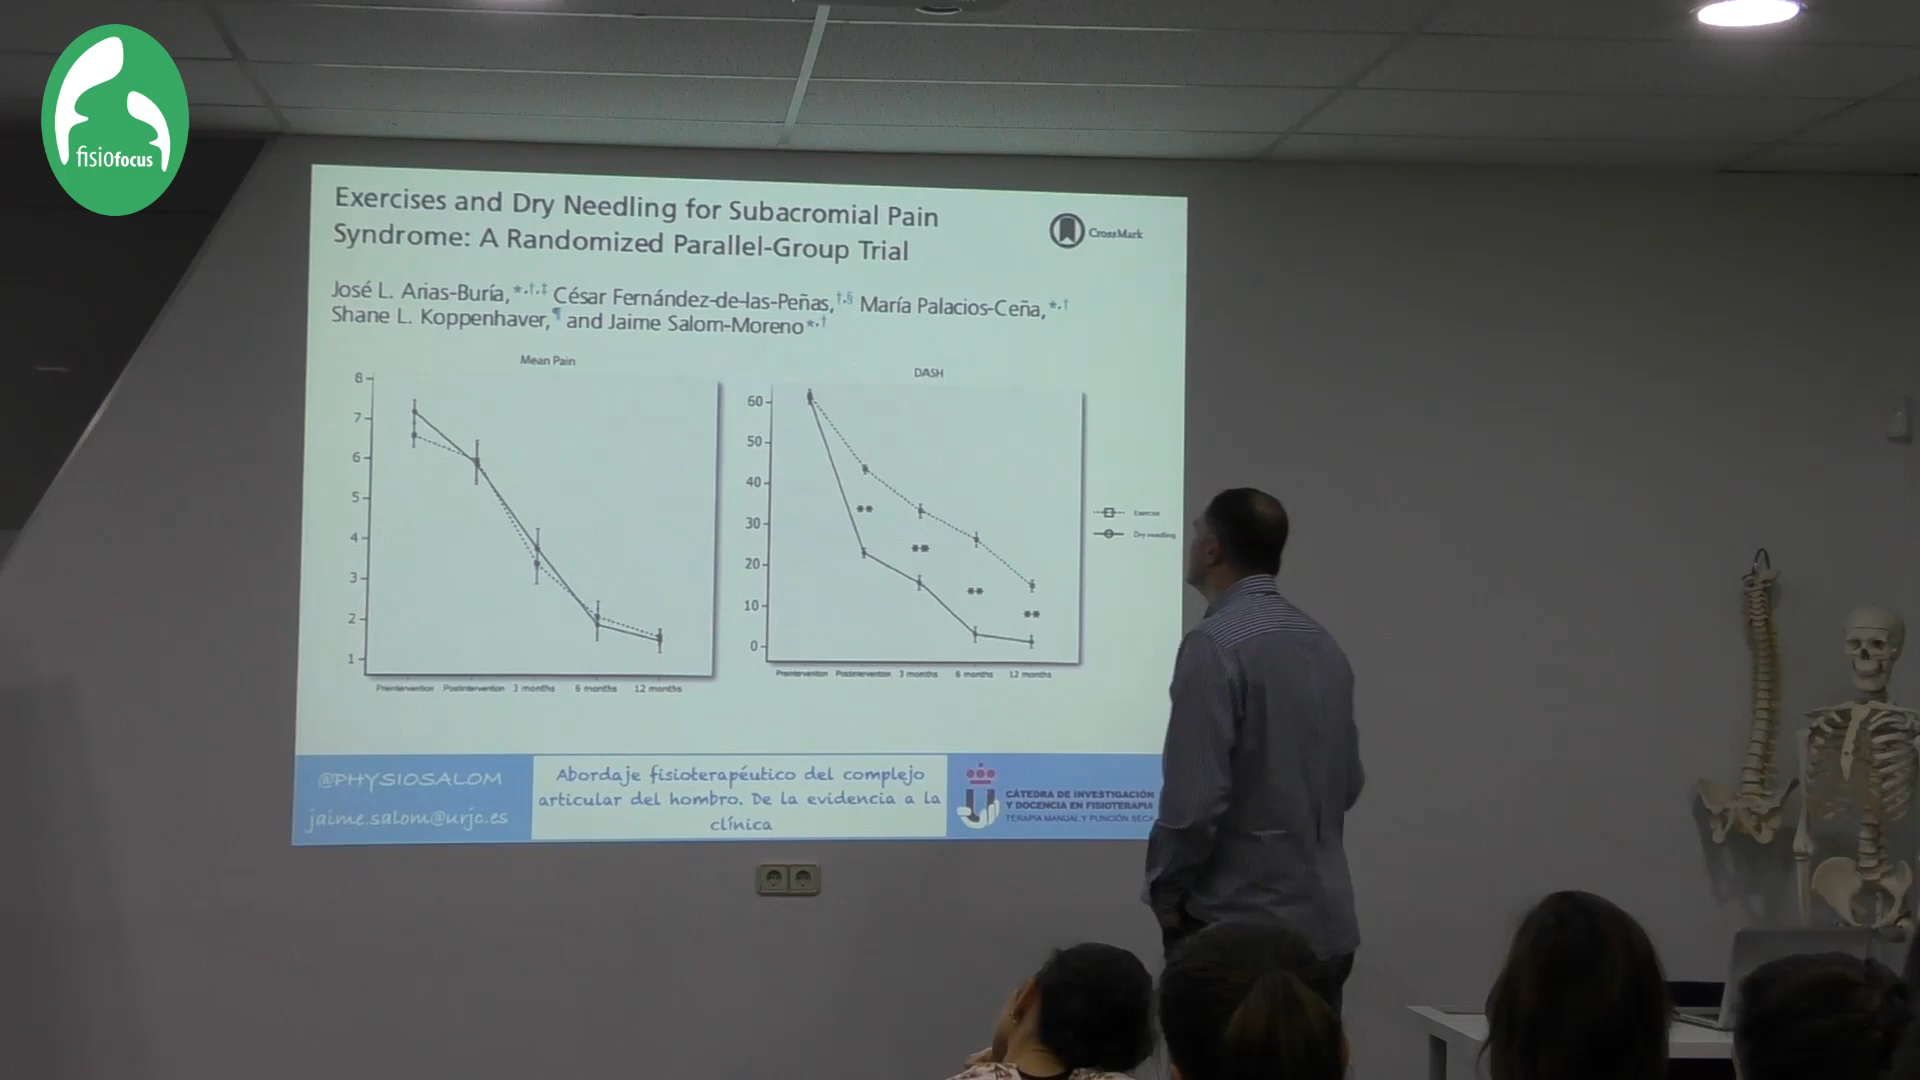 fisiofocus
Exercises and Dry Needling for Subacromial Pain
Syndrome: A Randomized Parallel-Group Trial
CrossMark
José L. Arias-Buría,*,†,‡ César Fernández-de-las-Peñas,†,§ María Palacios-Ceña,*,†
Shane L. Koppenhaver,¶ and Jaime Salom-Moreno*,†
Mean Pain
8
7
6
5
4
3
2
1
Preintervention Postintervention 3 months 6 months 12 months
DASH
60
50
40
30
20
10
0
**
**
**
**
Preintervention Postintervention 3 months 6 months 12 months
Exercise
Dry needling
@PHYSIOSALOM
jaime.salom@urjc.es
Abordaje fisioterapéutico del complejo
articular del hombro. De la evidencia a la
clínica
CÁTEDRA DE INVESTIGACIÓN
Y DOCENCIA EN FISIOTERAPIA
TERAPIA MANUAL Y PUNCIÓN SECA